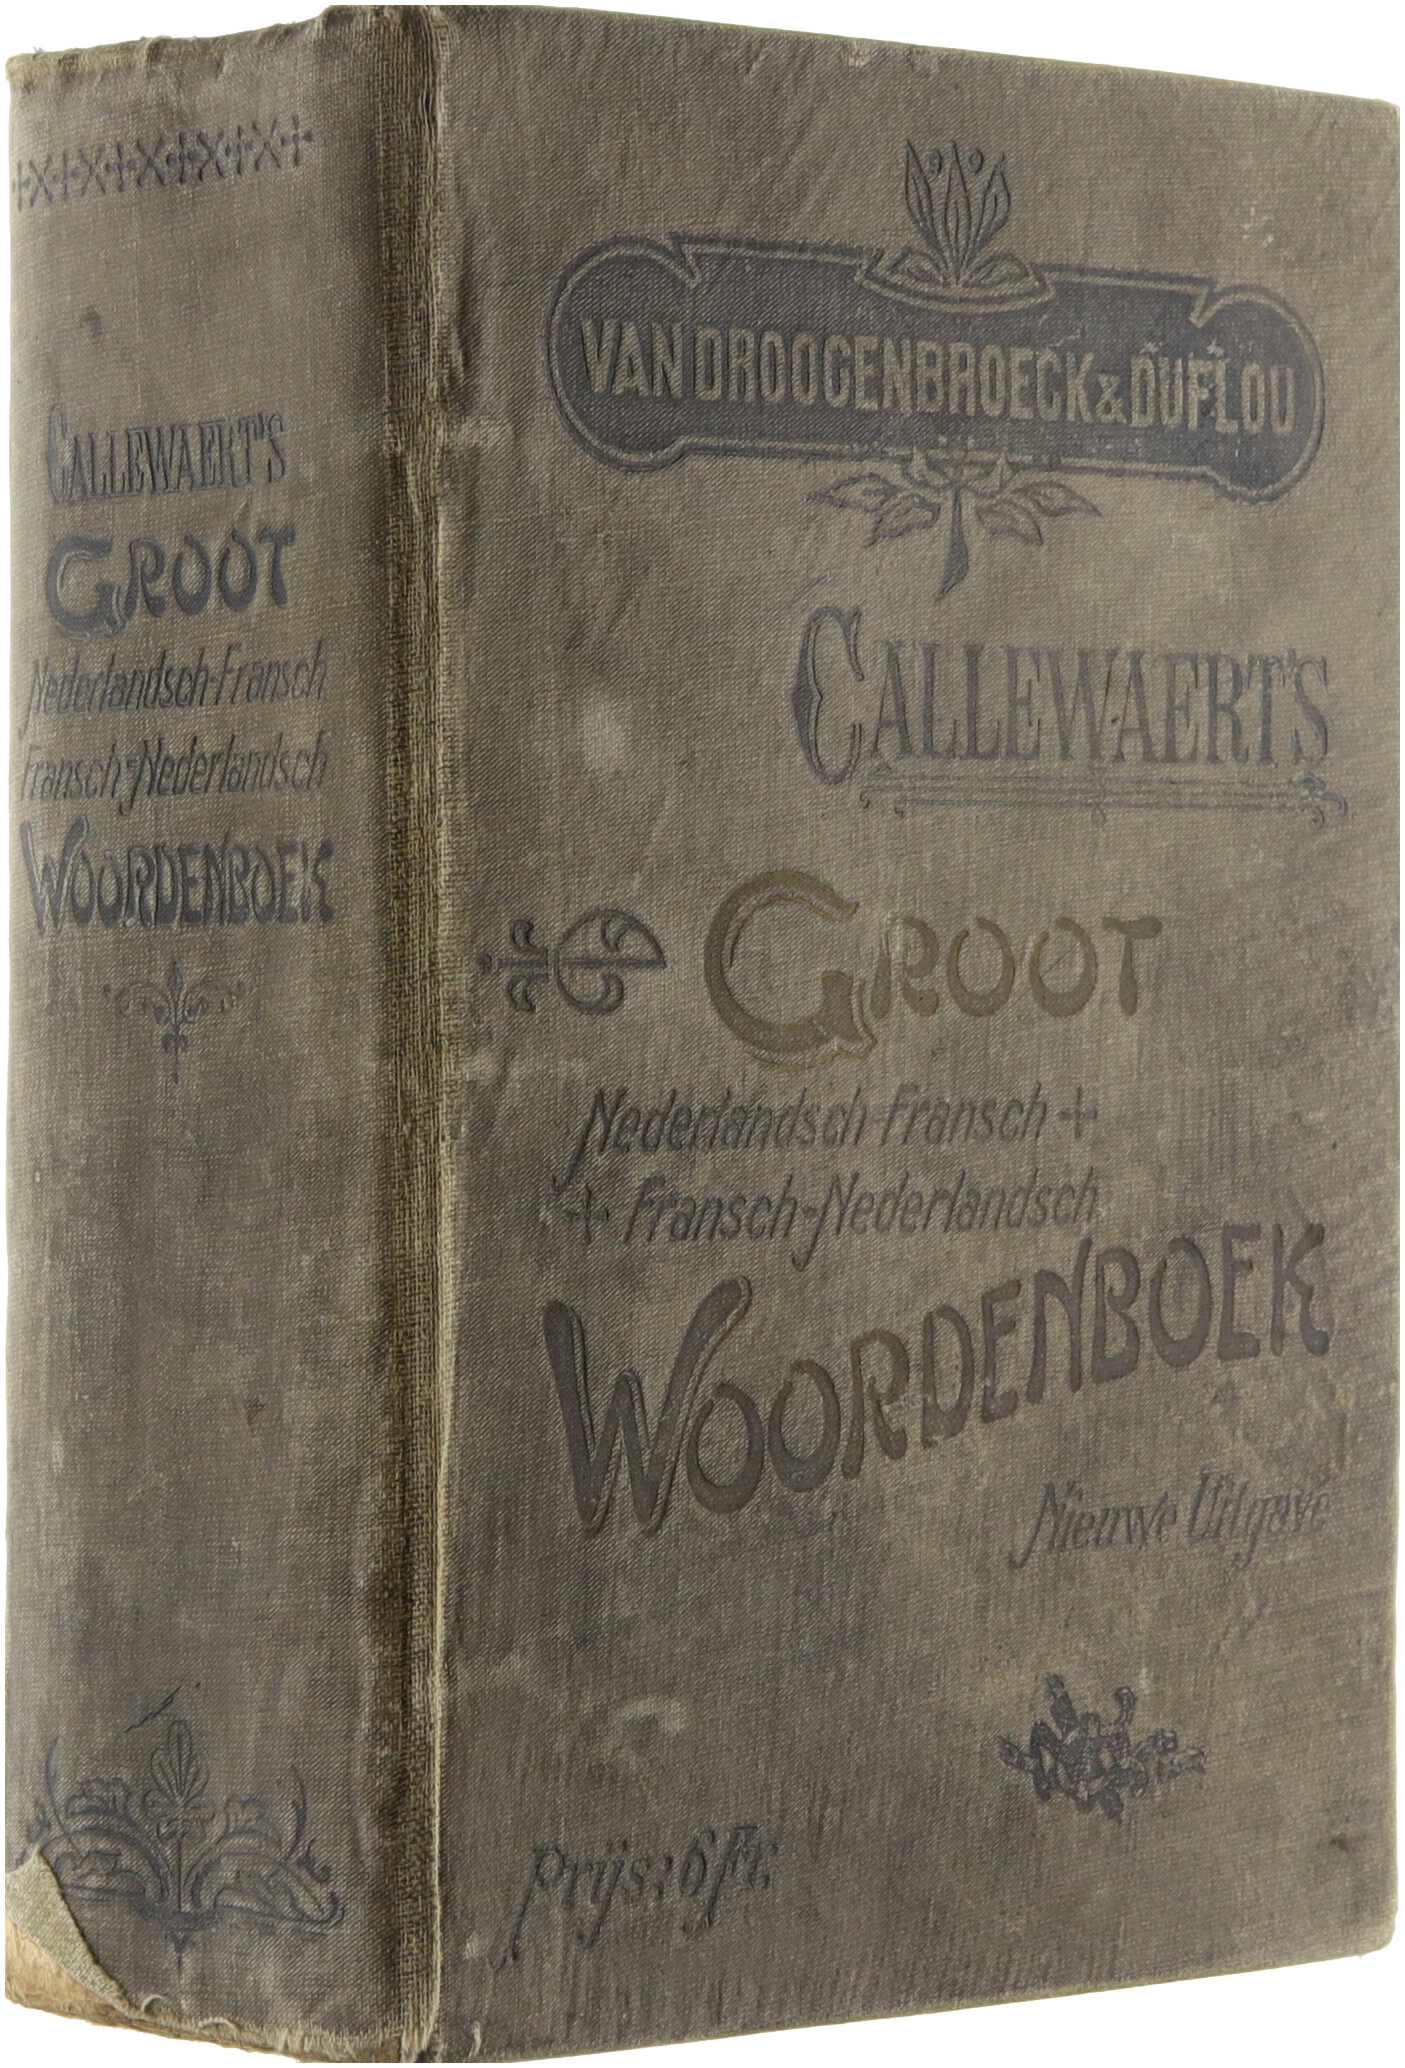 CALLEWAERT'S
GROOT
Nederlandsch-Fransch
Fransch-Nederlandsch
WOORDENBOEK
VAN DROOGENBROECK & DUFLOU
CALLEWAERT'S
GROOT
Nederlandsch-Fransch
Fransch-Nederlandsch
WOORDENBOEK
Nieuwe Uitgave
Prijs: 6 Fr.